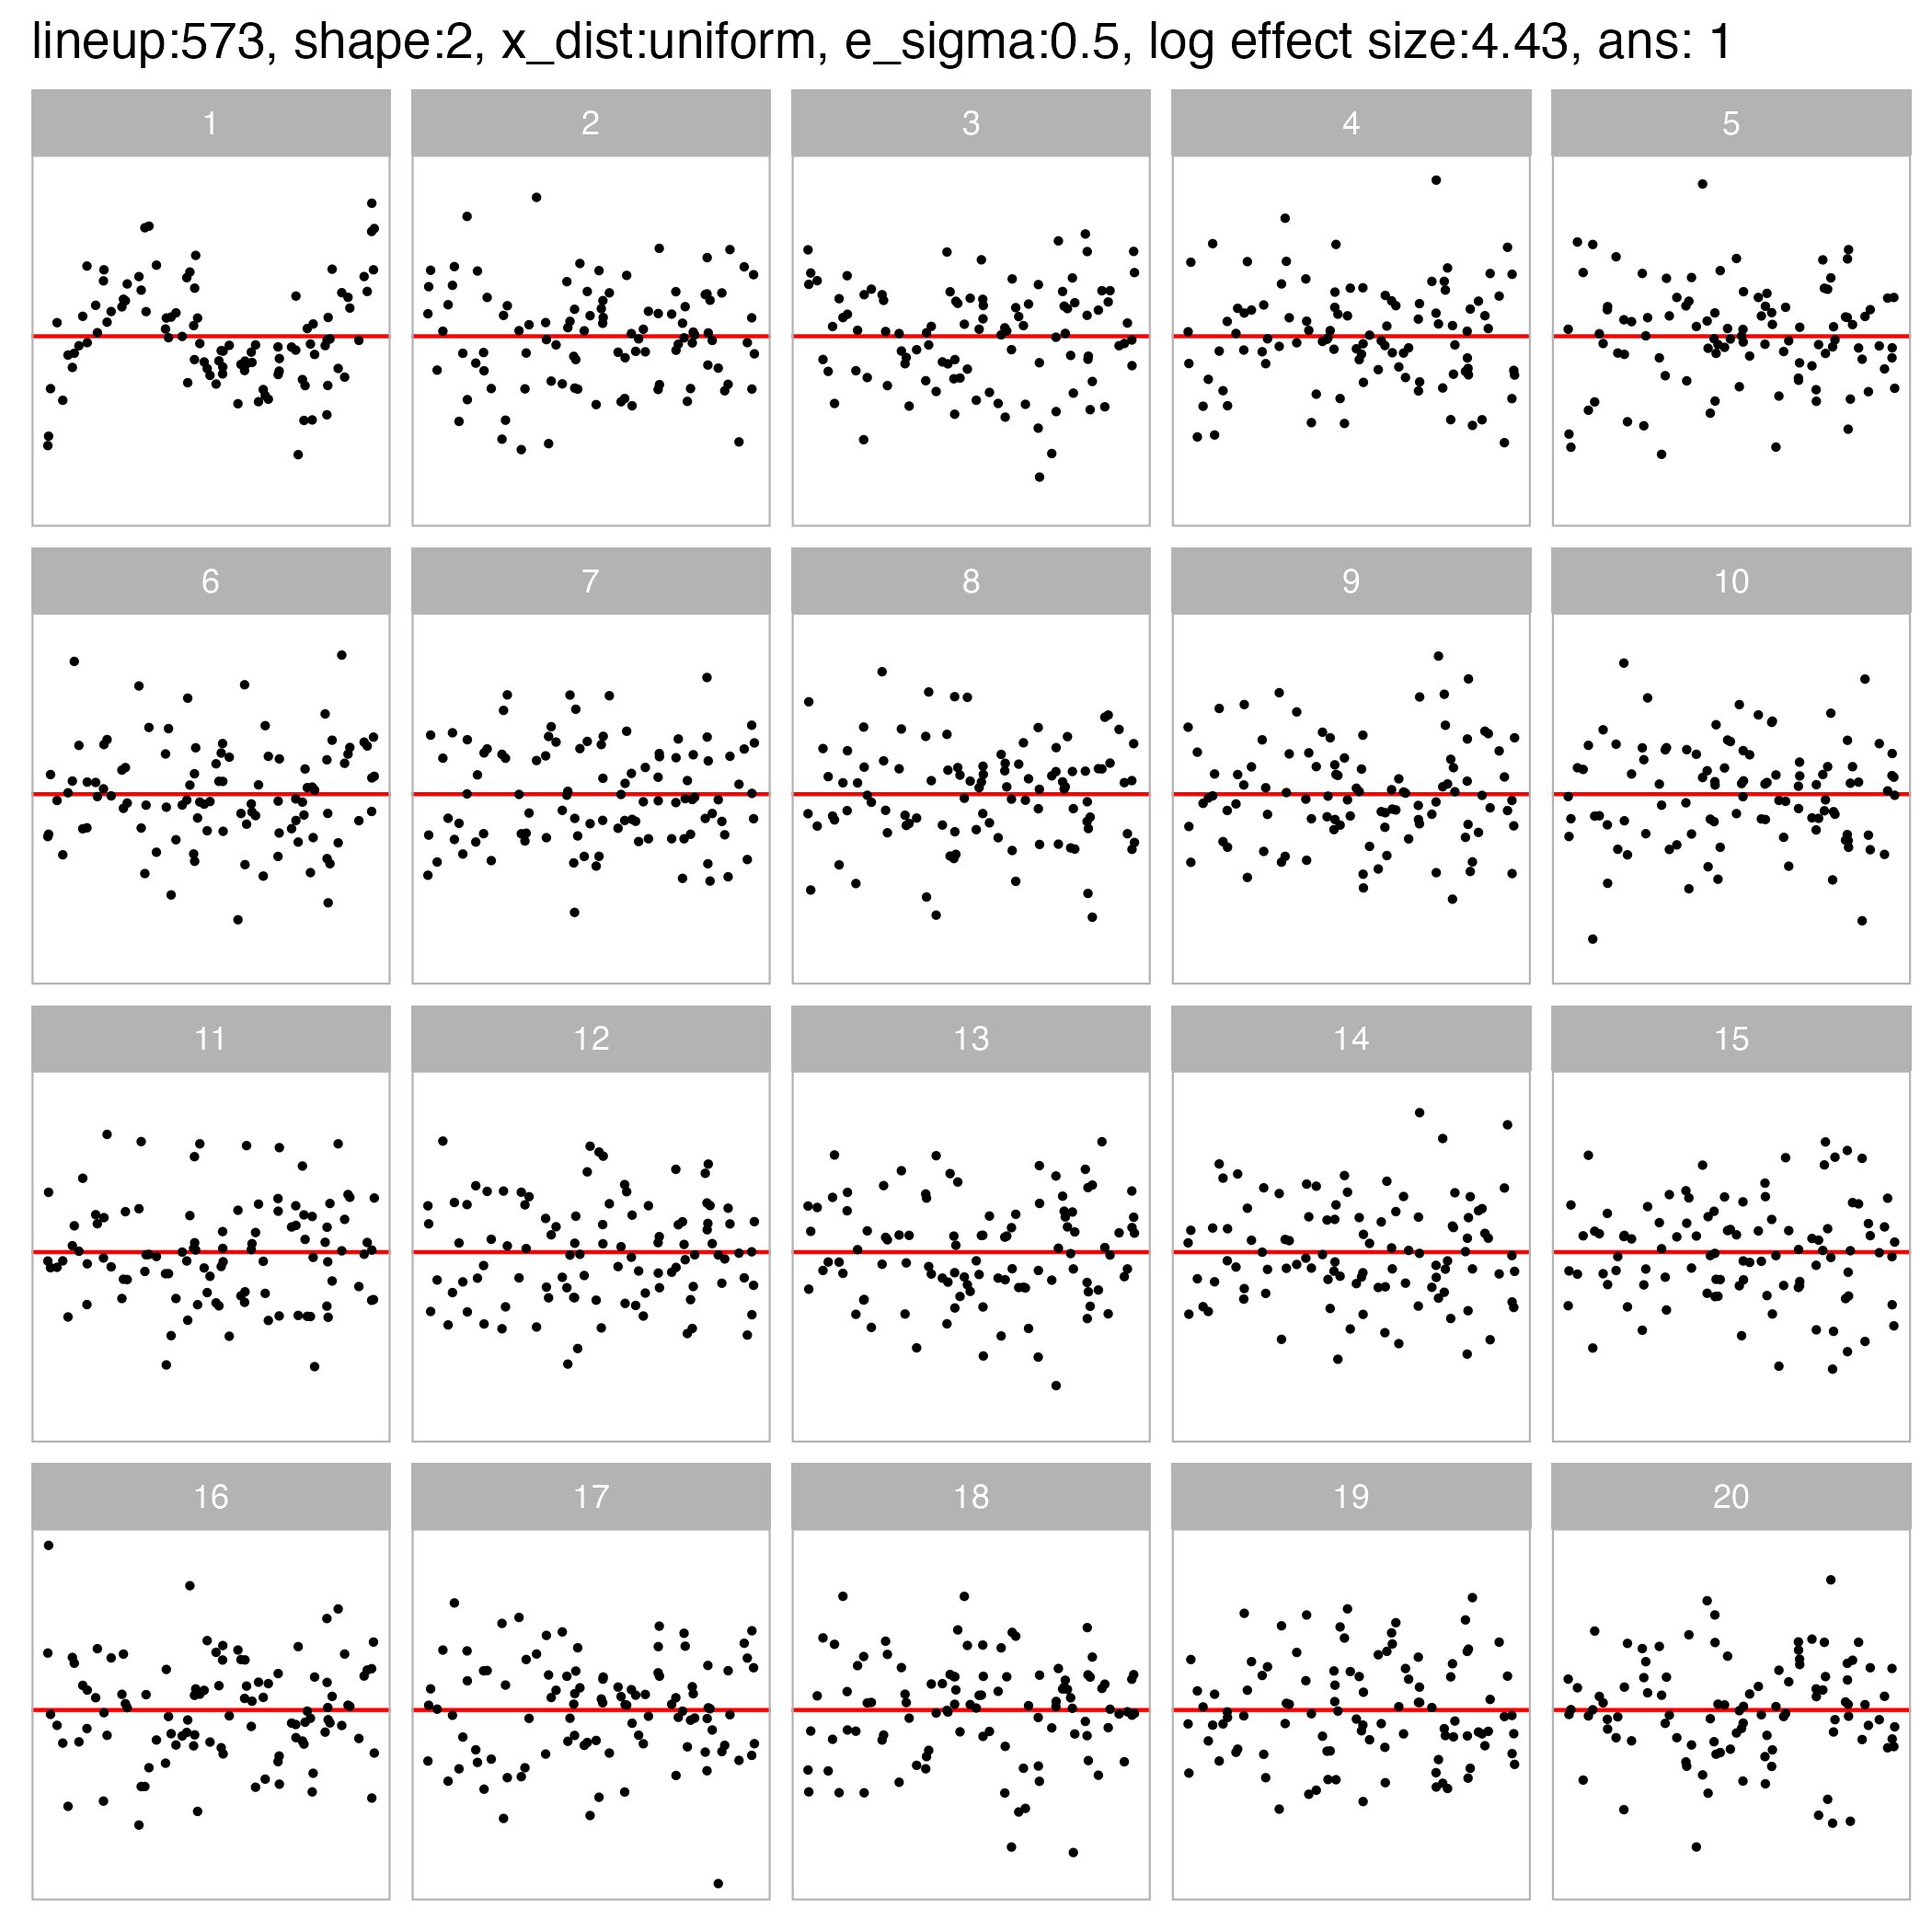 lineup:573, shape:2, x_dist:uniform, e_sigma:0.5, log effect size:4.43, ans: 1
1 2 3 4 5
6 7 8 9 10
11 12 13 14 15
16 17 18 19 20